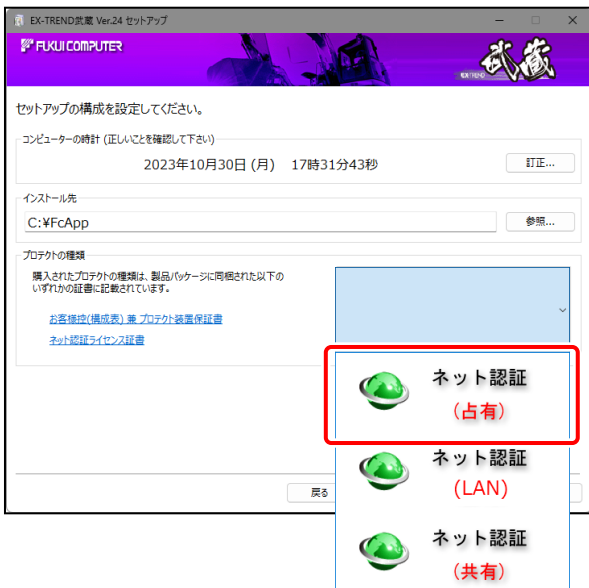 EX-TREND武蔵 Ver.24 セットアップ
FUKUI COMPUTER
EX-TREND 武蔵
セットアップの構成を設定してください。
コンピューターの時計 (正しいことを確認して下さい)
2023年10月30日 (月) 17時31分43秒
訂正...
インストール先
C:¥FcApp
参照...
プロテクトの種類
購入されたプロテクトの種類は、製品パッケージに同梱された以下の
いずれかの証書に記載されています。
お客様控(構成表) 兼 プロテクト装置保証書
ネット認証ライセンス証書
ネット認証
(占有)
ネット認証
(LAN)
戻る
ネット認証
(共有)